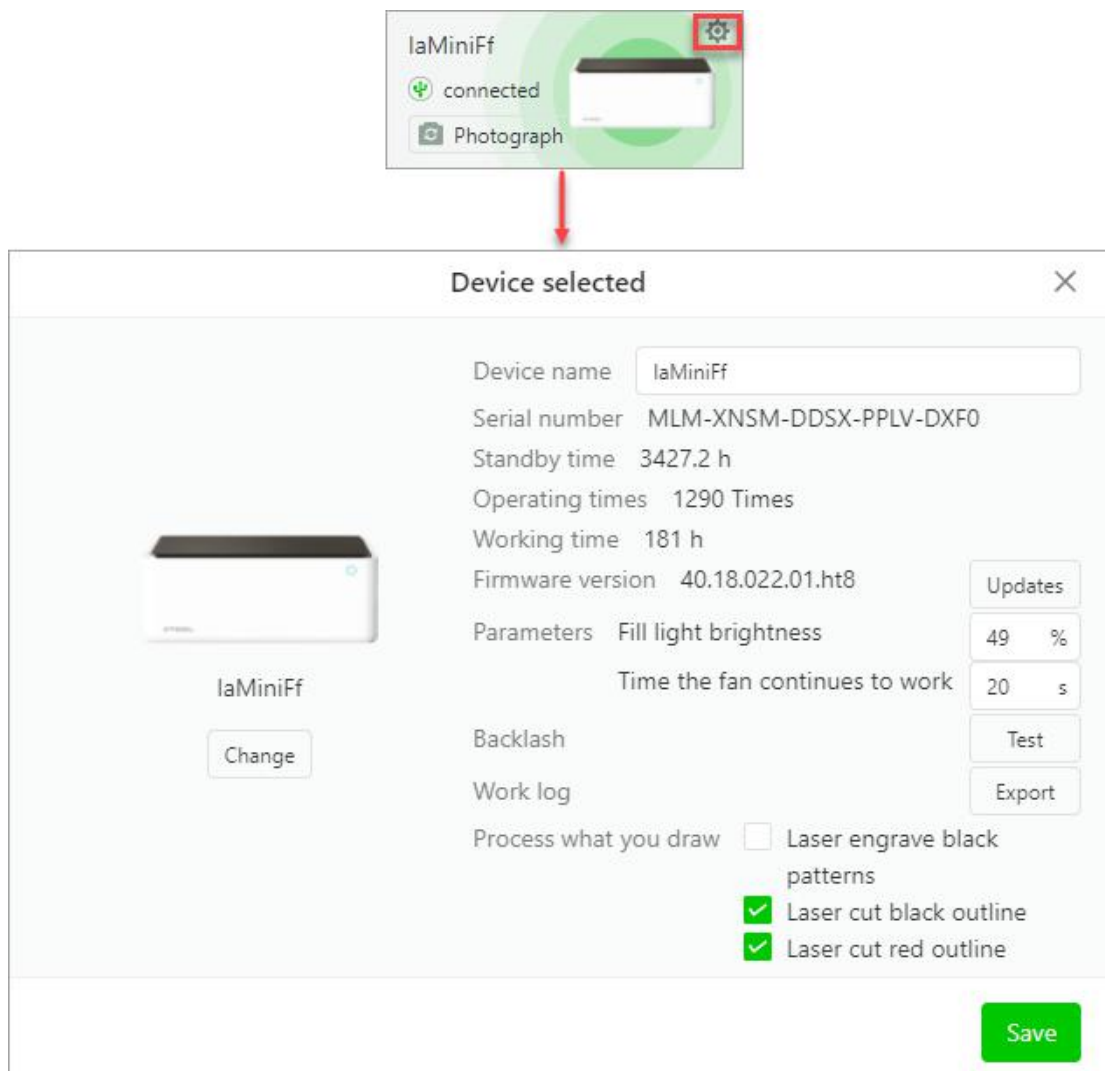 laMiniFf
connected
Photograph
Device selected
Device name laMiniFf
Serial number MLM-XNSM-DDSX-PPLV-DXF0
Standby time 3427.2 h
Operating times 1290 Times
Working time 181 h
Firmware version 40.18.022.01.ht8 Updates
Parameters Fill light brightness 49 %
Time the fan continues to work 20 s
laMiniFf
Change
Backlash Test
Work log Export
Process what you draw Laser engrave black
patterns
Laser cut black outline
Laser cut red outline
Save